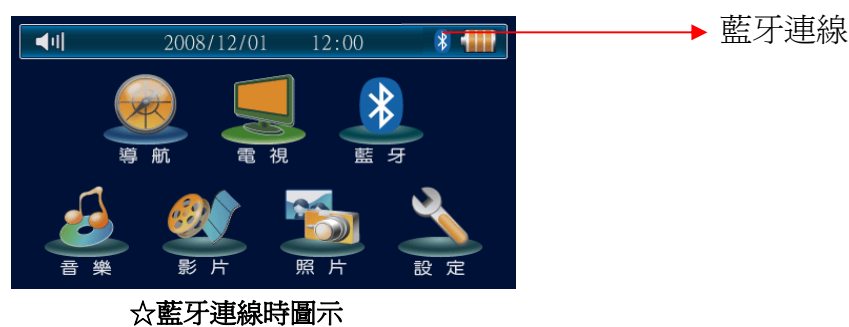 2008/12/01 12:00
藍牙連線
導航 電視 藍牙
音樂 影片 照片 設定
☆藍牙連線時圖示